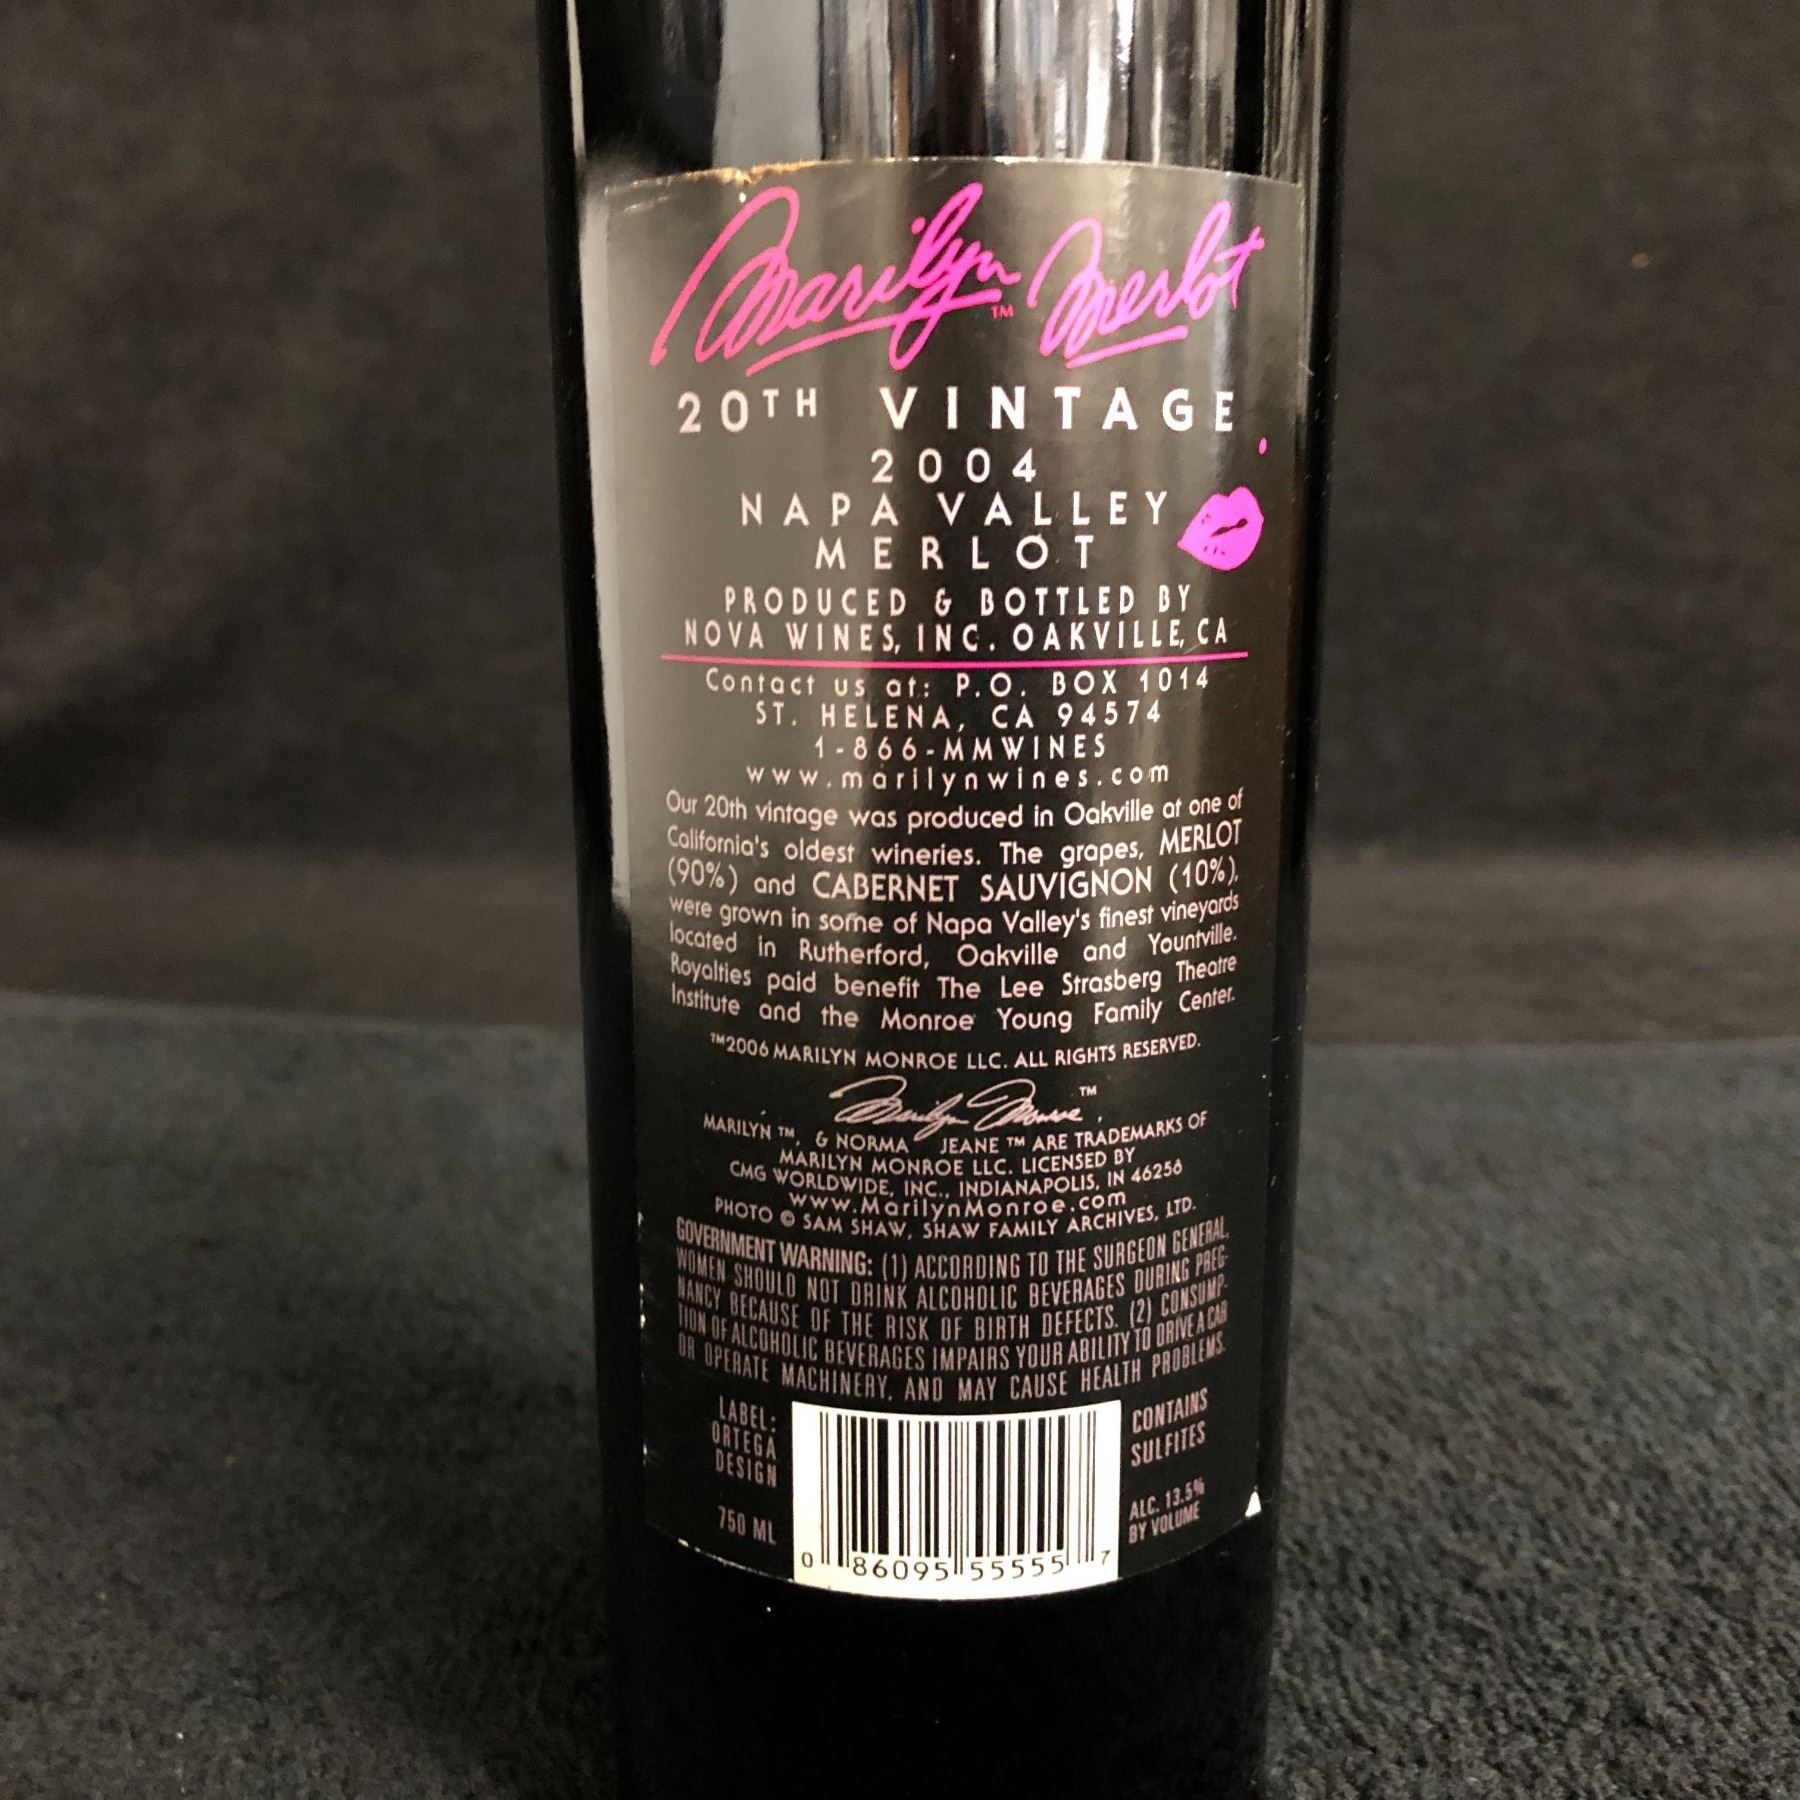 Marilyn™ Merlot
20TH VINTAGE
2004
NAPA VALLEY
MERLOT
PRODUCED & BOTTLED BY
NOVA WINES, INC. OAKVILLE, CA
Contact us at: P.O. BOX 1014
ST. HELENA, CA 94574
1-866-MMWINES
www.marilynwines.com
Our 20th vintage was produced in Oakville at one of
California's oldest wineries. The grapes, MERLOT
(90%) and CABERNET SAUVIGNON (10%),
were grown in some of Napa Valley's finest vineyards
located in Rutherford, Oakville and Yountville.
Royalties paid benefit The Lee Strasberg Theatre
Institute and the Monroe Young Family Center.
™2006 MARILYN MONROE LLC. ALL RIGHTS RESERVED.
Marilyn Monroe™,
MARILYN ™, & NORMA JEANE ™ ARE TRADEMARKS OF
MARILYN MONROE LLC. LICENSED BY
CMG WORLDWIDE, INC., INDIANAPOLIS, IN 46256
www.MarilynMonroe.com
PHOTO © SAM SHAW, SHAW FAMILY ARCHIVES, LTD.
GOVERNMENT WARNING: (1) ACCORDING TO THE SURGEON GENERAL,
WOMEN SHOULD NOT DRINK ALCOHOLIC BEVERAGES DURING PREG-
NANCY BECAUSE OF THE RISK OF BIRTH DEFECTS. (2) CONSUMP-
TION OF ALCOHOLIC BEVERAGES IMPAIRS YOUR ABILITY TO DRIVE A CAR
OR OPERATE MACHINERY, AND MAY CAUSE HEALTH PROBLEMS.
LABEL:
ORTEGA
DESIGN
750 ML
0 86095 55555 7
CONTAINS
SULFITES
ALC. 13.5%
BY VOLUME